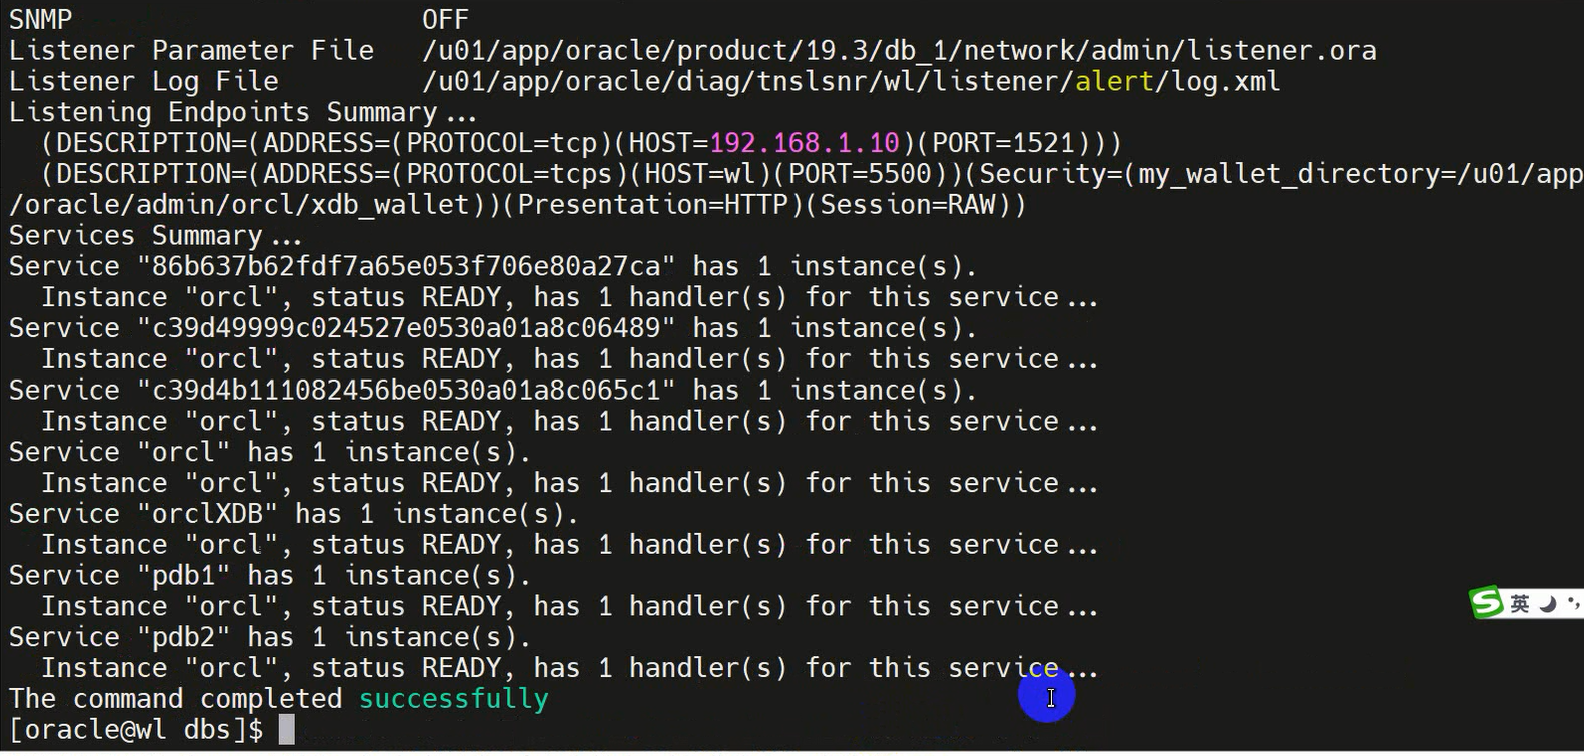 SNMP                      OFF
Listener Parameter File   /u01/app/oracle/product/19.3/db_1/network/admin/listener.ora
Listener Log File         /u01/app/oracle/diag/tnslsnr/wl/listener/alert/log.xml
Listening Endpoints Summary...
  (DESCRIPTION=(ADDRESS=(PROTOCOL=tcp)(HOST=192.168.1.10)(PORT=1521)))
  (DESCRIPTION=(ADDRESS=(PROTOCOL=tcps)(HOST=wl)(PORT=5500))(Security=(my_wallet_directory=/u01/app
/oracle/admin/orcl/xdb_wallet))(Presentation=HTTP)(Session=RAW))
Services Summary...
Service "86b637b62fdf7a65e053f706e80a27ca" has 1 instance(s).
  Instance "orcl", status READY, has 1 handler(s) for this service...
Service "c39d49999c024527e0530a01a8c06489" has 1 instance(s).
  Instance "orcl", status READY, has 1 handler(s) for this service...
Service "c39d4b111082456be0530a01a8c065c1" has 1 instance(s).
  Instance "orcl", status READY, has 1 handler(s) for this service...
Service "orcl" has 1 instance(s).
  Instance "orcl", status READY, has 1 handler(s) for this service...
Service "orclXDB" has 1 instance(s).
  Instance "orcl", status READY, has 1 handler(s) for this service...
Service "pdb1" has 1 instance(s).
  Instance "orcl", status READY, has 1 handler(s) for this service...
Service "pdb2" has 1 instance(s).
  Instance "orcl", status READY, has 1 handler(s) for this service...
The command completed successfully
[oracle@wl dbs]$
S 英